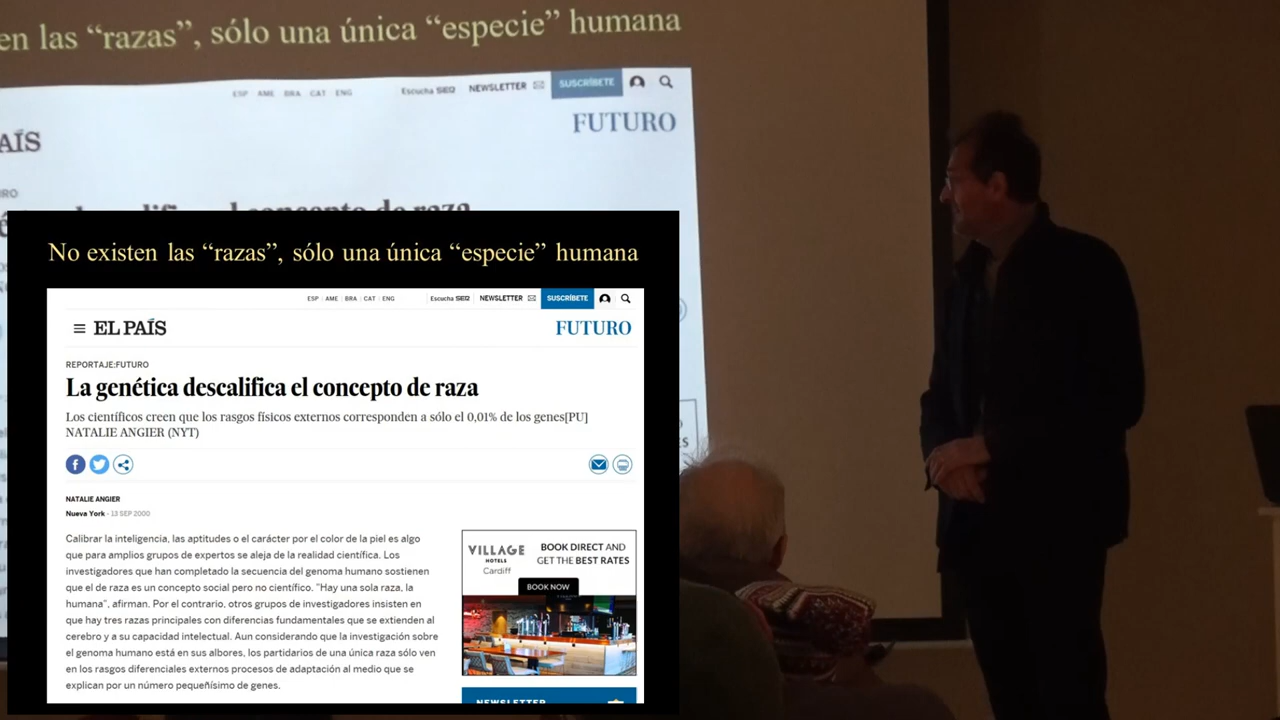 en las “razas”, sólo una única “especie” humana
ESP AME BRA CAT ENG Escucha SER NEWSLETTER SUSCRÍBETE
FUTURO
AÍS
RO
concepto de raza
No existen las “razas”, sólo una única “especie” humana
ESP | AME | BRA | CAT | ENG Escucha SER NEWSLETTER SUSCRÍBETE
EL PAÍS FUTURO
REPORTAJE:FUTURO
La genética descalifica el concepto de raza
Los científicos creen que los rasgos físicos externos corresponden a sólo el 0,01% de los genes[PU]
NATALIE ANGIER (NYT)
NATALIE ANGIER
Nueva York - 13 SEP 2000
Calibrar la inteligencia, las aptitudes o el carácter por el color de la piel es algo
que para amplios grupos de expertos se aleja de la realidad científica. Los
investigadores que han completado la secuencia del genoma humano sostienen
que el de raza es un concepto social pero no científico. "Hay una sola raza, la
humana", afirman. Por el contrario, otros grupos de investigadores insisten en
que hay tres razas principales con diferencias fundamentales que se extienden al
cerebro y a su capacidad intelectual. Aun considerando que la investigación sobre
el genoma humano está en sus albores, los partidarios de una única raza sólo ven
en los rasgos diferenciales externos procesos de adaptación al medio que se
explican por un número pequeñísimo de genes.
VILLAGE
HOTELS
Cardiff
BOOK DIRECT AND
GET THE BEST RATES
BOOK NOW
NEWSLETTER